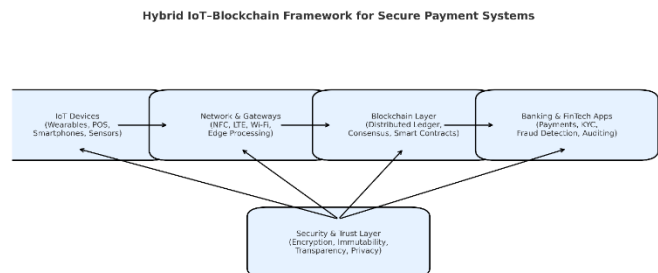 Hybrid IoT–Blockchain Framework for Secure Payment Systems
IoT Devices
(Wearables, POS,
Smartphones, Sensors)
Network & Gateways
(NFC, LTE, Wi-Fi,
Edge Processing)
Blockchain Layer
(Distributed Ledger,
Consensus, Smart Contracts)
Banking & FinTech Apps
(Payments, KYC,
Fraud Detection, Auditing)
Security & Trust Layer
(Encryption, Immutability,
Transparency, Privacy)